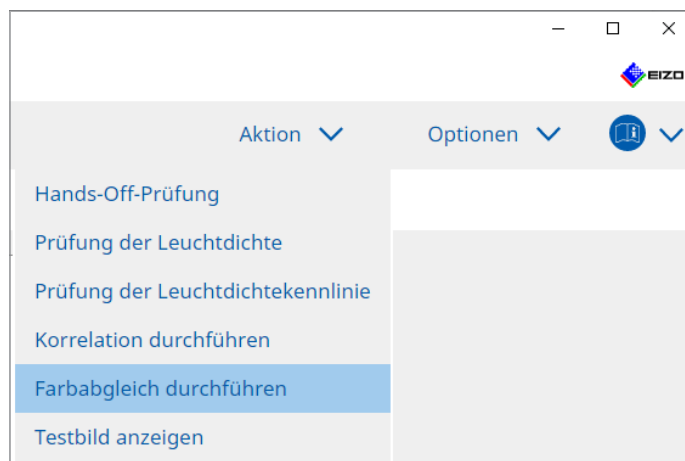 EIZO
Aktion Optionen
Hands-Off-Prüfung
Prüfung der Leuchtdichte
Prüfung der Leuchtdichtekennlinie
Korrelation durchführen
Farbabgleich durchführen
Testbild anzeigen